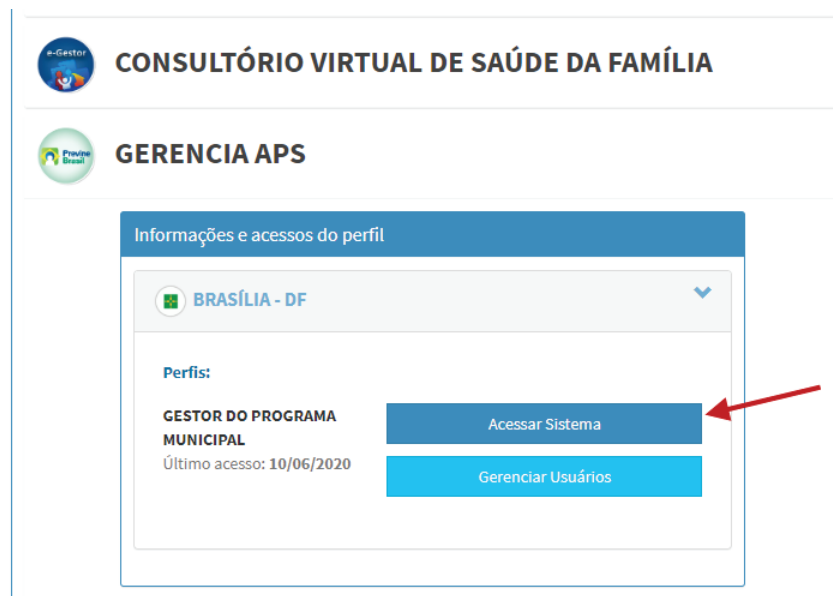 e-Gestor
CONSULTÓRIO VIRTUAL DE SAÚDE DA FAMÍLIA
Previne
Brasil
GERENCIA APS
Informações e acessos do perfil
BRASÍLIA - DF
Perfis:
GESTOR DO PROGRAMA
MUNICIPAL
Último acesso: 10/06/2020
Acessar Sistema
Gerenciar Usuários